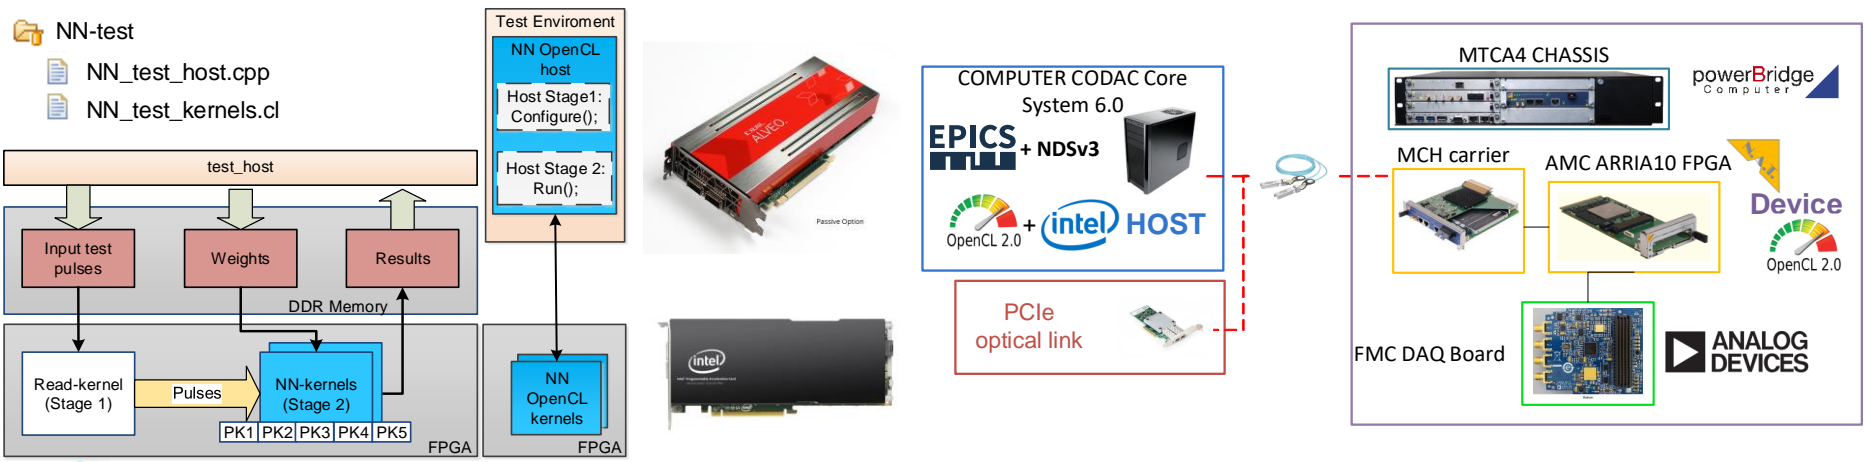 NN-test
NN_test_host.cpp
NN_test_kernels.cl
test_host
Input test
pulses
Weights
Results
DDR Memory
Read-kernel
(Stage 1)
Pulses
NN-kernels
(Stage 2)
PK1 PK2 PK3 PK4 PK5
FPGA
Test Enviroment
NN OpenCL
host
Host Stage1:
Configure();
Host Stage 2:
Run();
NN
OpenCL
kernels
FPGA
XILINX
ALVEO.
Passive Option
intel
COMPUTER CODAC Core
System 6.0
EPICS + NDSv3
OpenCL 2.0 + intel HOST
PCIe
optical link
MTCA4 CHASSIS
powerBridge
Computer
MCH carrier
AMC ARRIA10 FPGA
N.A.T.
Device
OpenCL 2.0
FMC DAQ Board
ANALOG
DEVICES